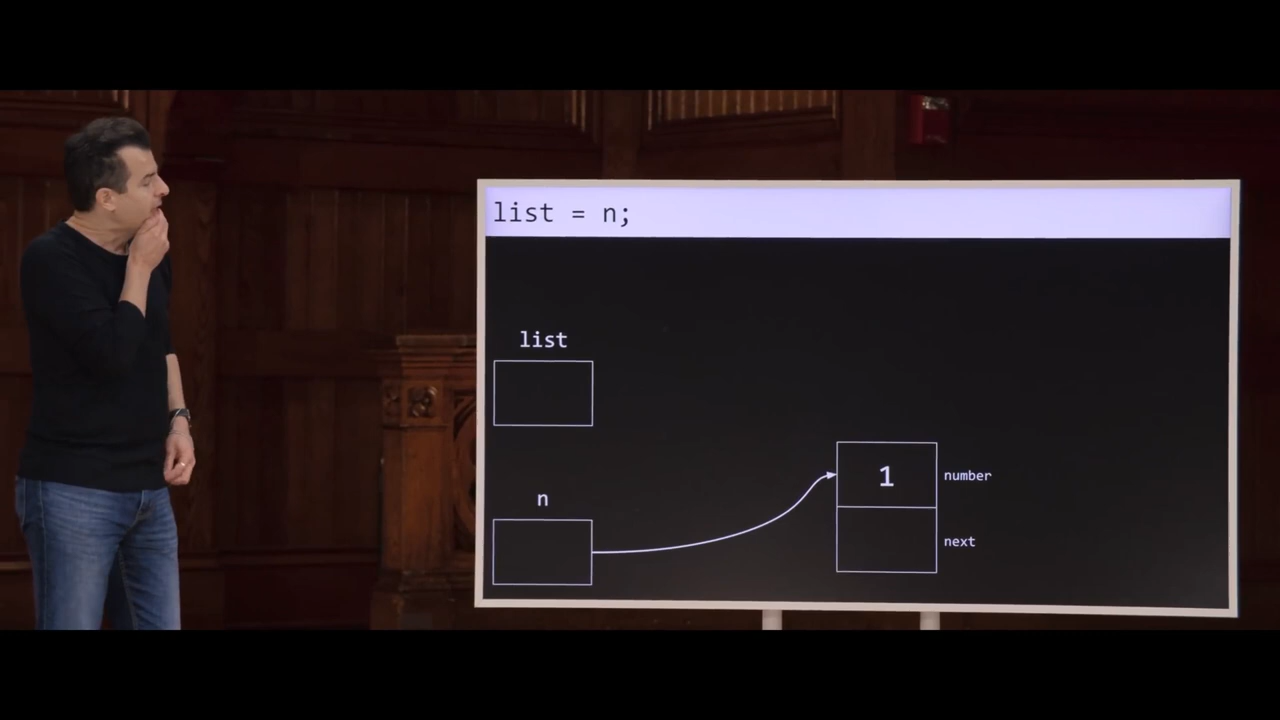 list = n;
list
1
number
n
next